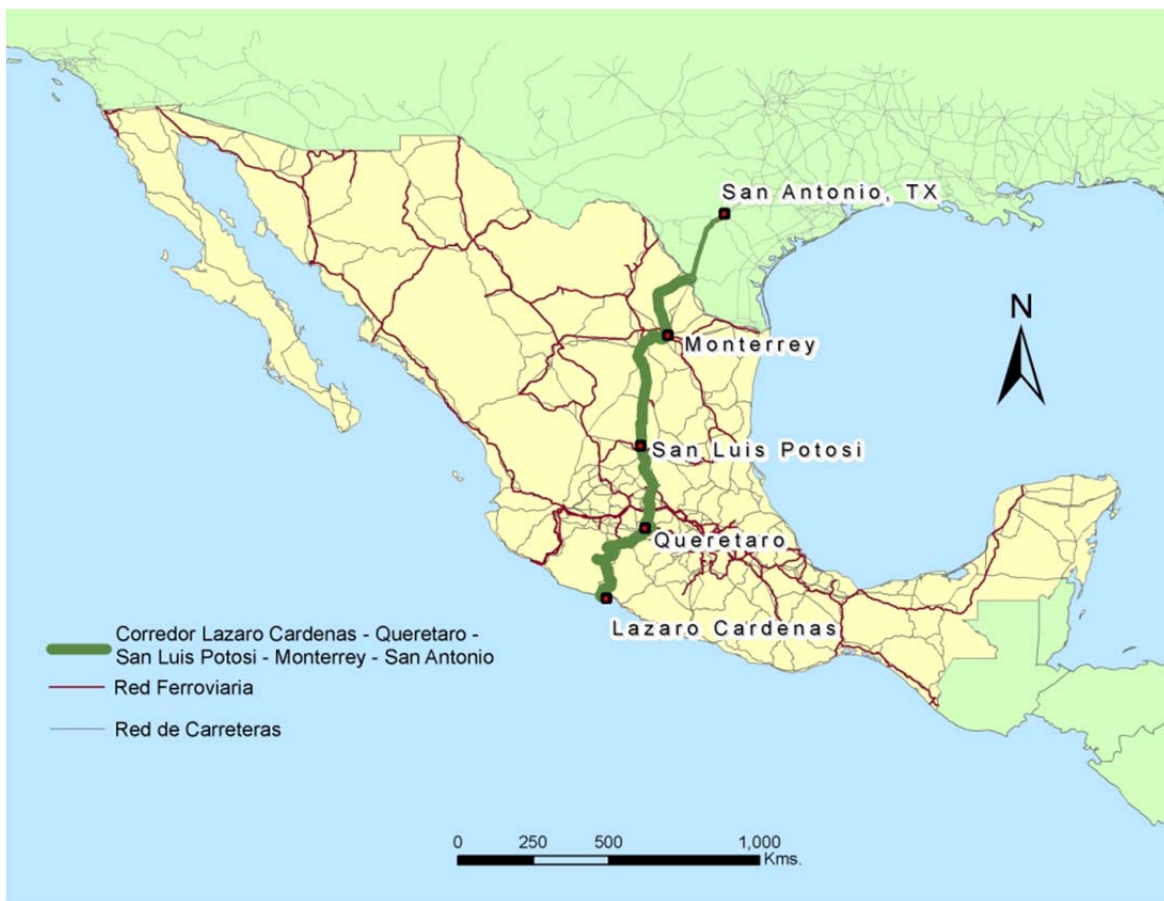 San Antonio, TX
N
Monterrey
San Luis Potosi
Queretaro
Lazaro Cardenas
Corredor Lazaro Cardenas - Queretaro -
San Luis Potosi - Monterrey - San Antonio
Red Ferroviaria
Red de Carreteras
0 250 500 1,000
Kms.